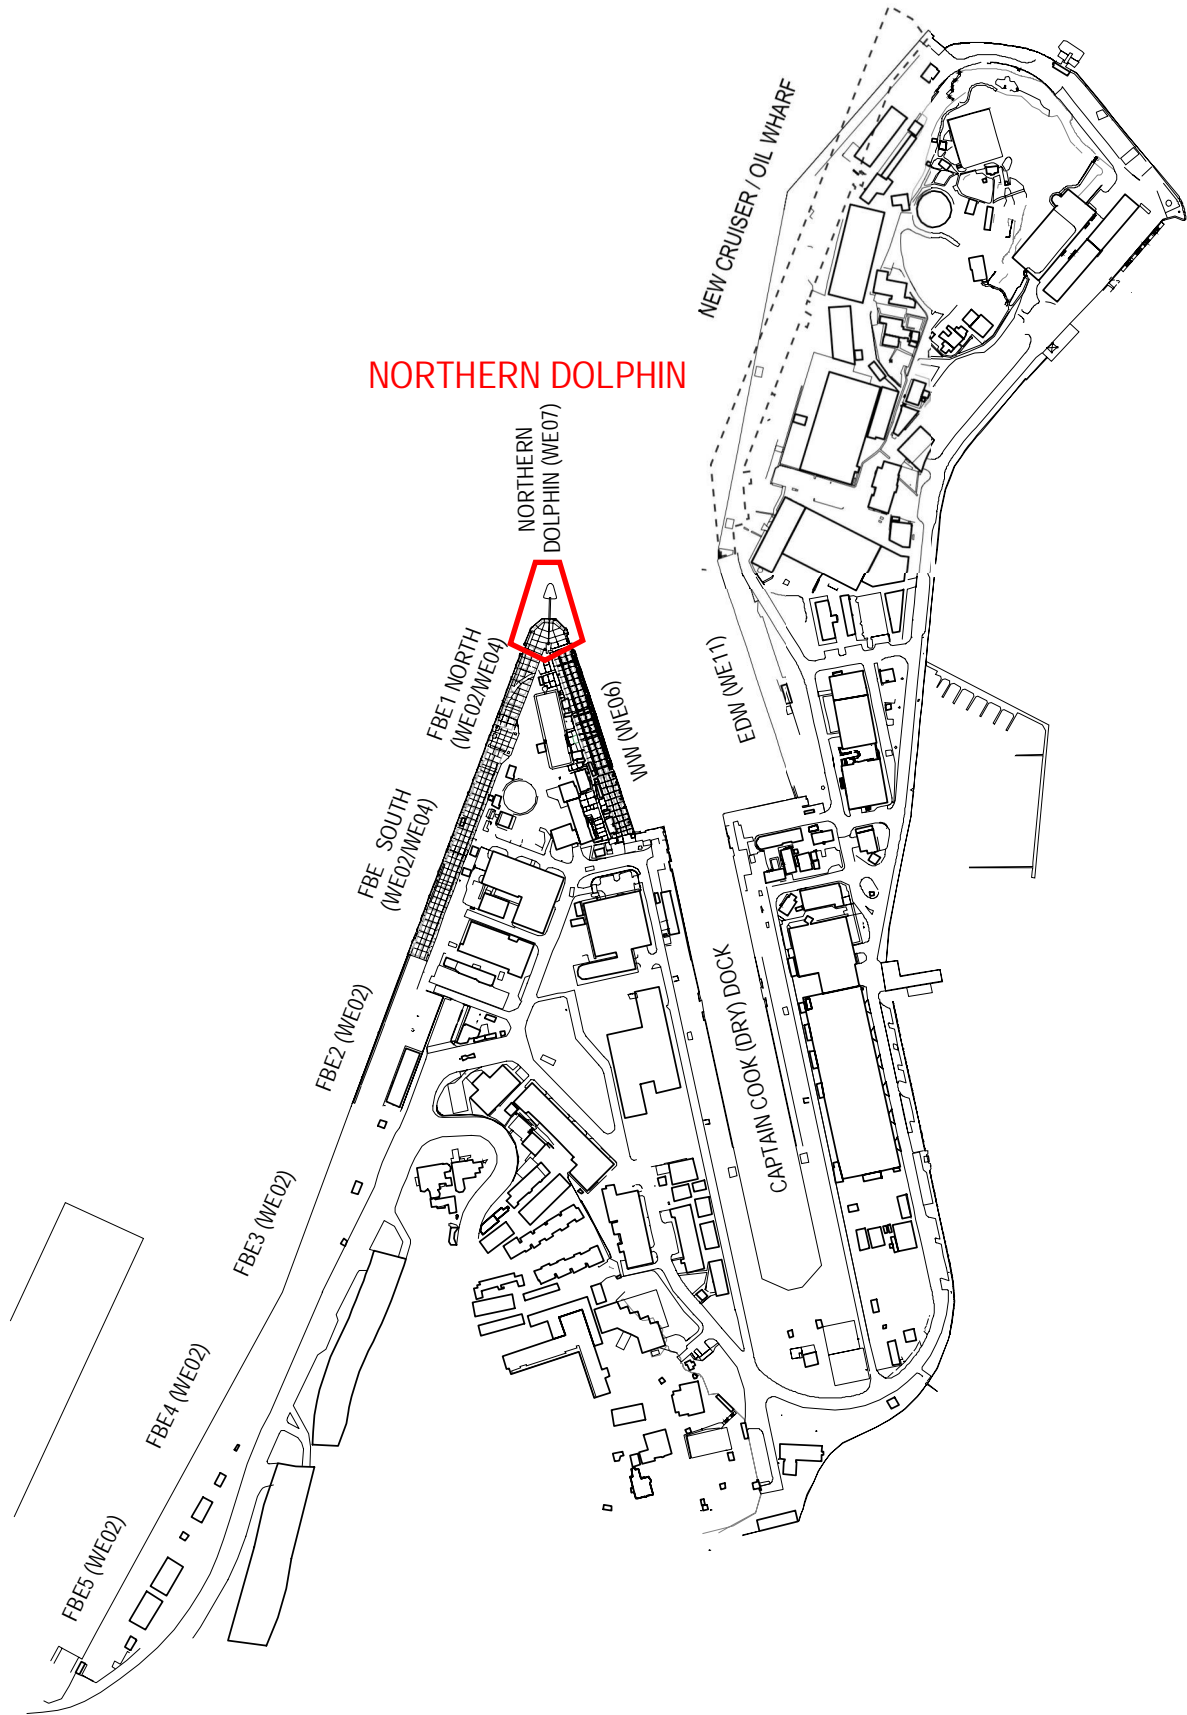 NEW CRUISER / OIL WHARF
NORTHERN DOLPHIN
NORTHERN
DOLPHIN (WE07)
FBE1 NORTH
(WE02/WE04)
EDW (WE11)
WW (WE06)
FBE SOUTH
(WE02/WE04)
FBE2 (WE02)
CAPTAIN COOK (DRY) DOCK
FBE3 (WE02)
FBE4 (WE02)
FBE5 (WE02)